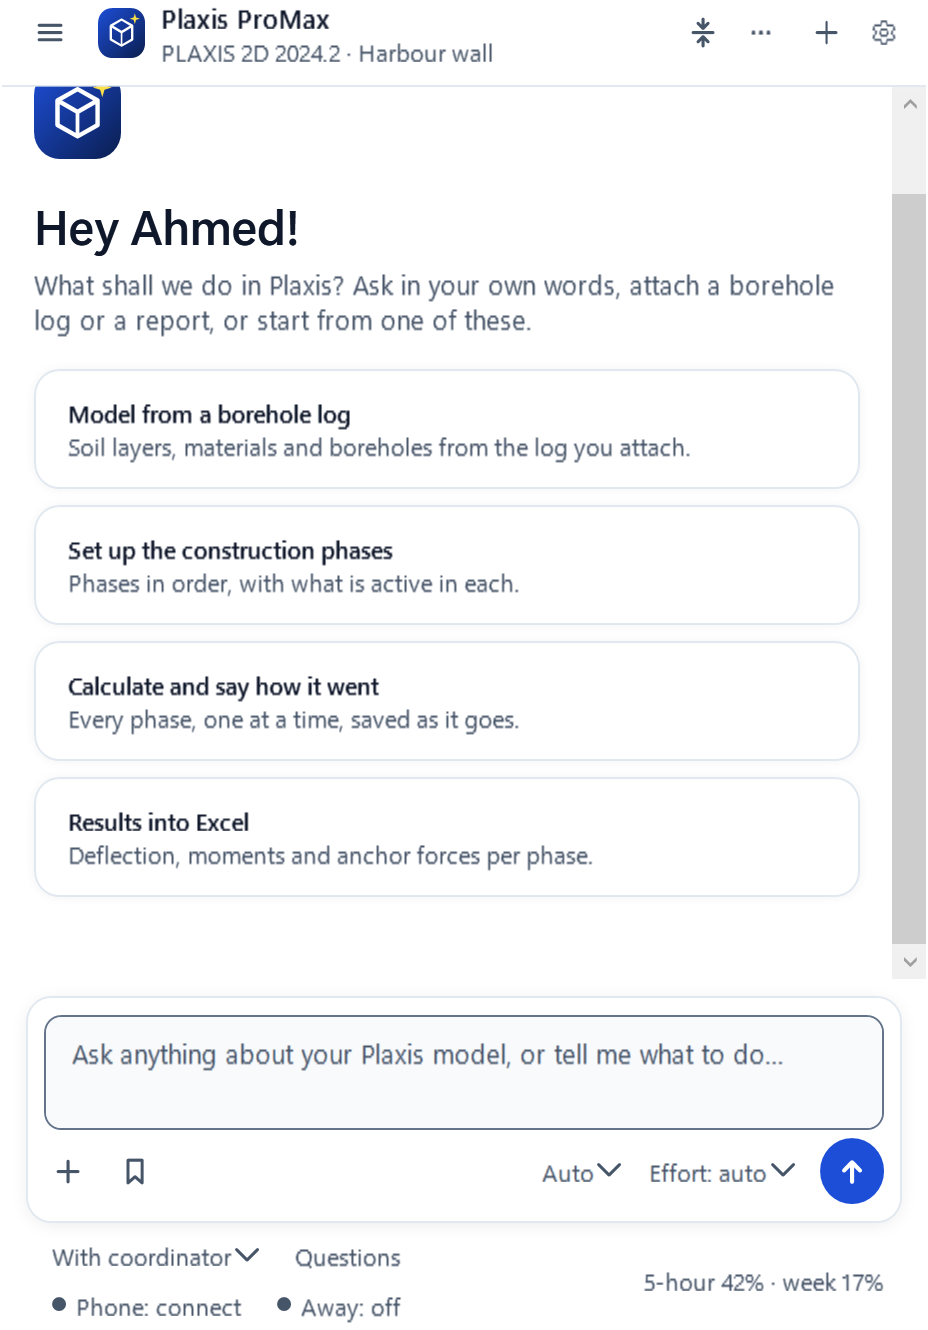 Plaxis ProMax
PLAXIS 2D 2024.2 · Harbour wall
Hey Ahmed!
What shall we do in Plaxis? Ask in your own words, attach a borehole
log or a report, or start from one of these.
Model from a borehole log
Soil layers, materials and boreholes from the log you attach.
Set up the construction phases
Phases in order, with what is active in each.
Calculate and say how it went
Every phase, one at a time, saved as it goes.
Results into Excel
Deflection, moments and anchor forces per phase.
Ask anything about your Plaxis model, or tell me what to do...
Auto Effort: auto
With coordinator Questions
5-hour 42% · week 17%
Phone: connect Away: off